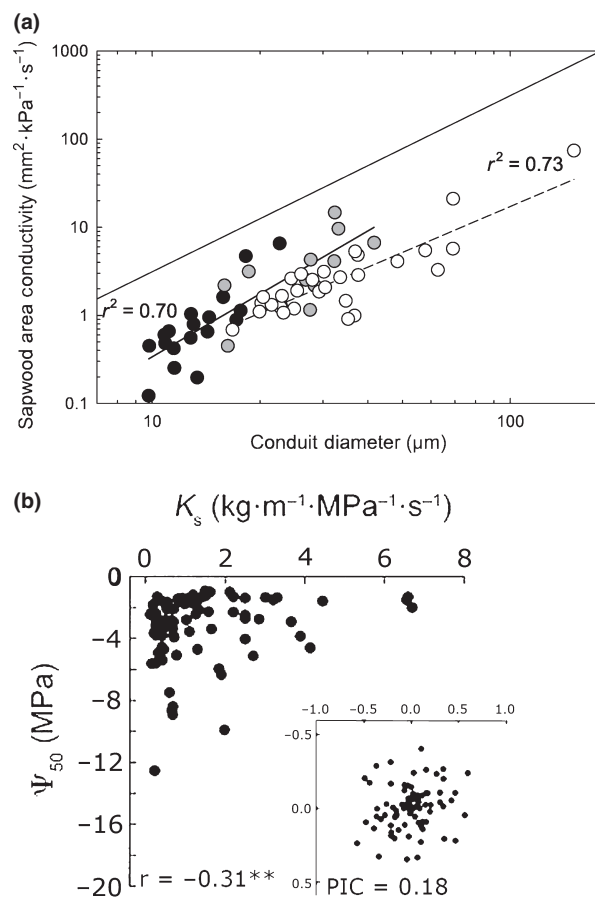 (a)
Sapwood area conductivity (mm²·kPa⁻¹·s⁻¹)
1000
100
10
1
0.1
r² = 0.70
r² = 0.73
10
100
Conduit diameter (µm)
(b)
Kₛ (kg·m⁻¹·MPa⁻¹·s⁻¹)
0 2 4 6 8
Ψ₅₀ (MPa)
0
−4
−8
−12
−16
−20
r = −0.31**
-1.0 -0.5 0.0 0.5 1.0
-0.5
0.0
0.5
PIC = 0.18